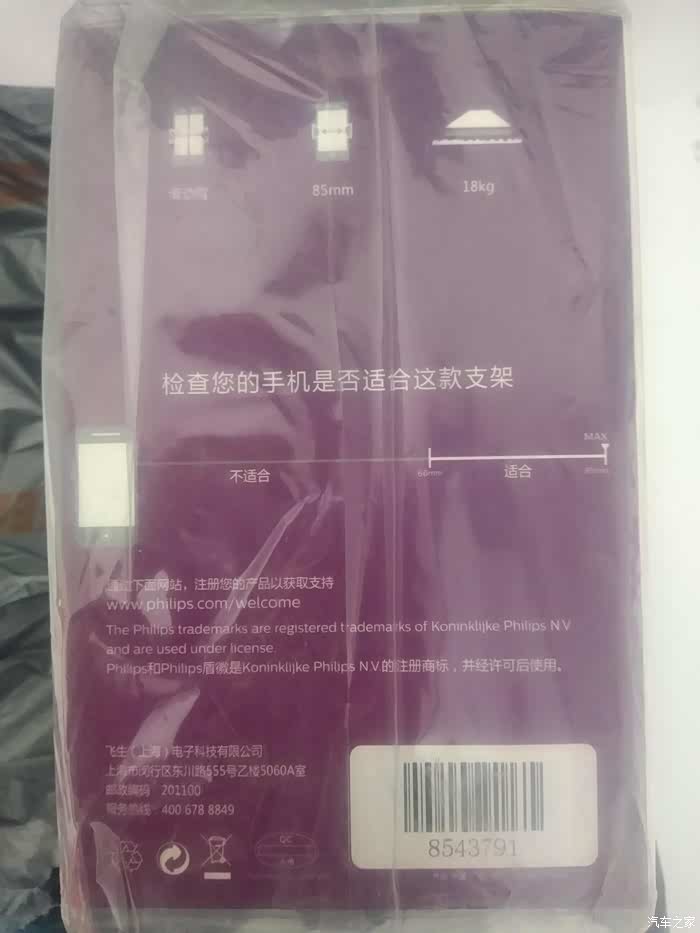 85mm
18kg
检查您的手机是否适合这款支架
MAX
不适合
66mm
适合
85mm
通过下面网站，注册您的产品以获取支持
www.philips.com/welcome
The Philips trademarks are registered trademarks of Koninklijke Philips N.V
and are used under license.
Philips和Philips盾徽是Koninklijke Philips N.V的注册商标，并经许可后使用。
飞生（上海）电子科技有限公司
上海市闵行区东川路555号乙楼5060A室
邮政编码 201100
服务热线 400 678 8849
QC
8543791
汽车之家